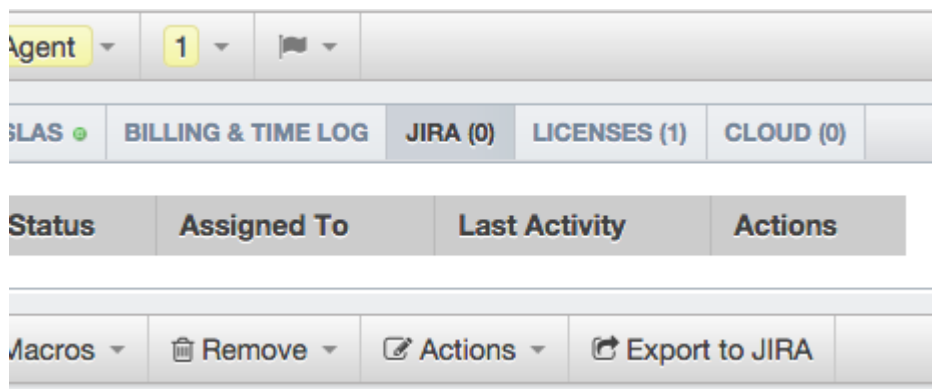 Agent 1
SLAS BILLING & TIME LOG JIRA (0) LICENSES (1) CLOUD (0)
Status Assigned To Last Activity Actions
Macros Remove Actions Export to JIRA